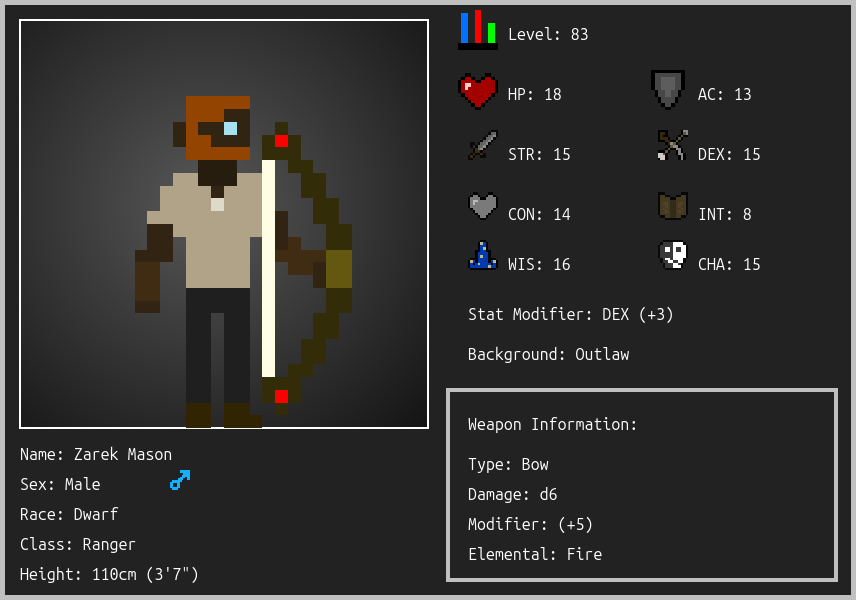 Level: 83
HP: 18
AC: 13
STR: 15
DEX: 15
CON: 14
INT: 8
WIS: 16
CHA: 15
Stat Modifier: DEX (+3)
Background: Outlaw
Weapon Information:
Type: Bow
Damage: d6
Modifier: (+5)
Elemental: Fire
Name: Zarek Mason
Sex: Male
Race: Dwarf
Class: Ranger
Height: 110cm (3'7")